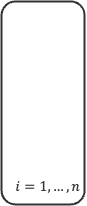 i = 1, ..., n